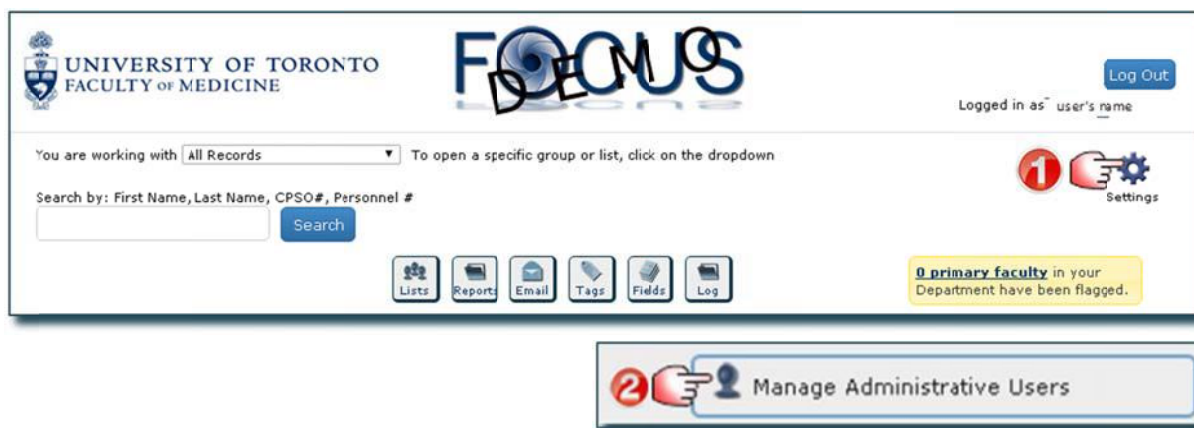 UNIVERSITY OF TORONTO
FACULTY OF MEDICINE
FOCUS
DEMO
Log Out
Logged in as user's name
You are working with All Records ▼ To open a specific group or list, click on the dropdown
1
Settings
Search by: First Name, Last Name, CPSO#, Personnel #
Search
Lists Reports Email Tags Fields Log
0 primary faculty in your
Department have been flagged.
2 Manage Administrative Users